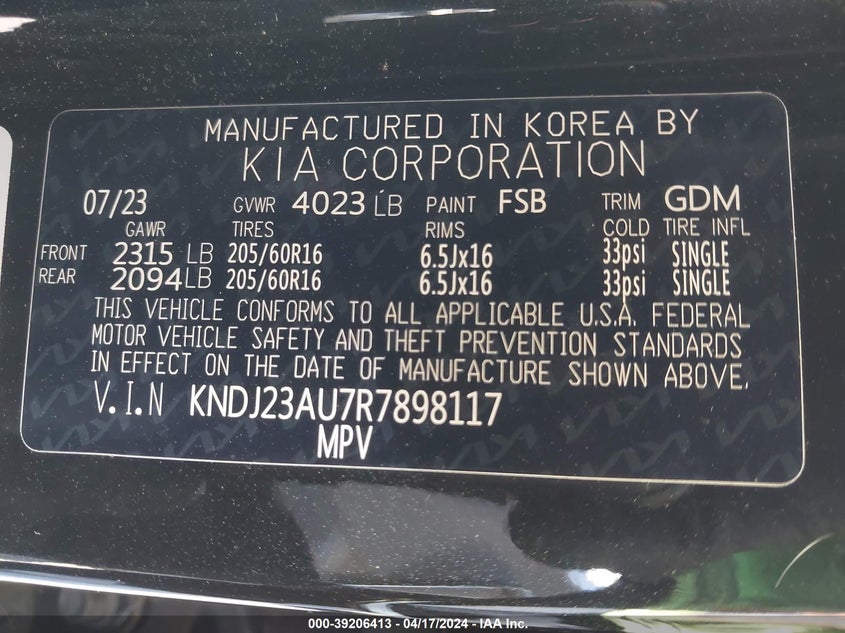 MANUFACTURED IN KOREA BY
KIA CORPORATION
07/23 GVWR 4023 LB PAINT FSB TRIM GDM
GAWR TIRES RIMS COLD TIRE INFL
FRONT 2315 LB 205/60R16 6.5Jx16 33psi SINGLE
REAR 2094 LB 205/60R16 6.5Jx16 33psi SINGLE
THIS VEHICLE CONFORMS TO ALL APPLICABLE U.S.A. FEDERAL
MOTOR VEHICLE SAFETY AND THEFT PREVENTION STANDARDS
IN EFFECT ON THE DATE OF MANUFACTURE SHOWN ABOVE.
V.I.N KNDJ23AU7R7898117
MPV
000-39206413 - 04/17/2024 - IAA Inc.